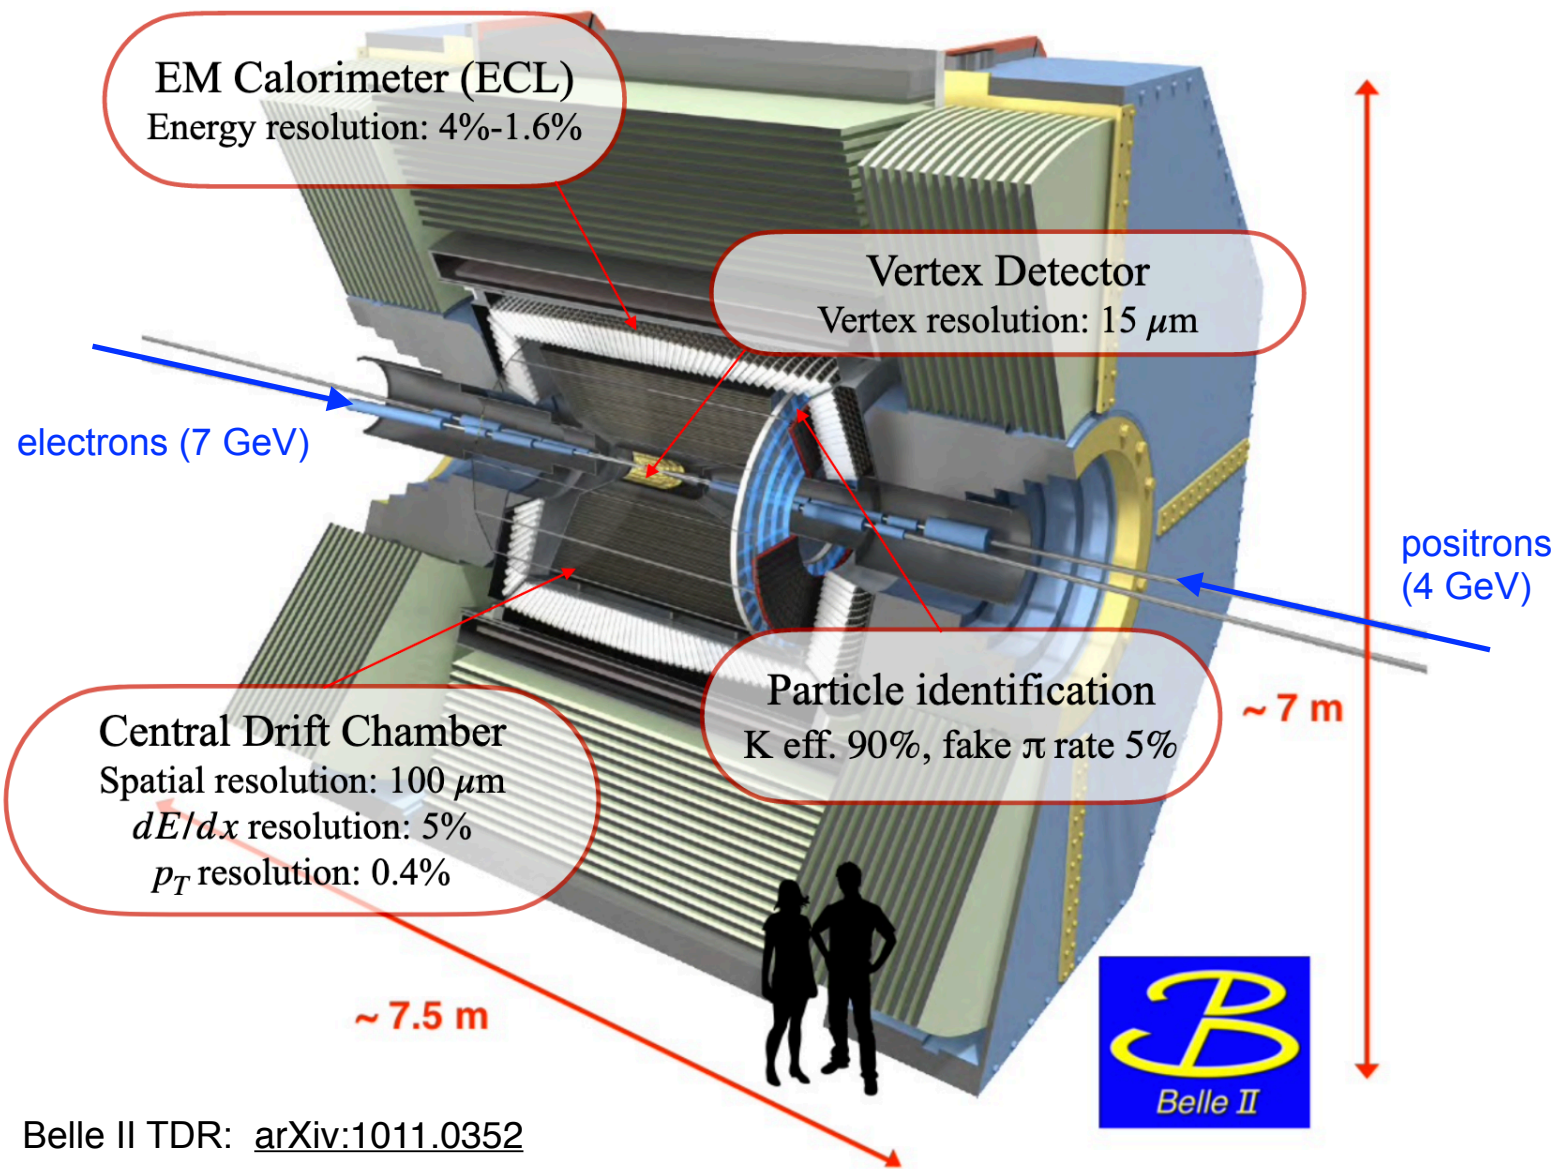 EM Calorimeter (ECL)
Energy resolution: 4%-1.6%
Vertex Detector
Vertex resolution: 15 μm
electrons (7 GeV)
positrons
(4 GeV)
Particle identification
K eff. 90%, fake π rate 5%
~ 7 m
Central Drift Chamber
Spatial resolution: 100 μm
dE/dx resolution: 5%
pT resolution: 0.4%
~ 7.5 m
B
Belle II
Belle II TDR: arXiv:1011.0352